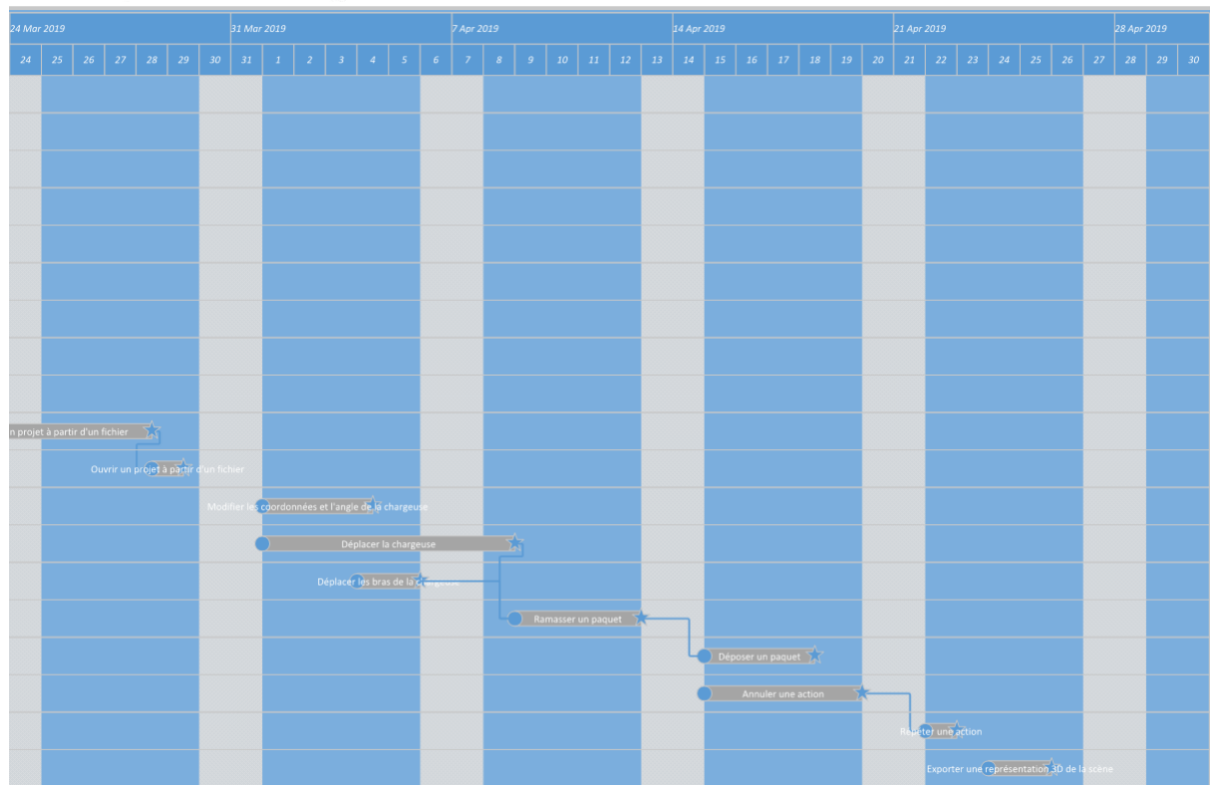 24 Mar 2019 31 Mar 2019 7 Apr 2019 14 Apr 2019 21 Apr 2019 28 Apr 2019
24 25 26 27 28 29 30 31 1 2 3 4 5 6 7 8 9 10 11 12 13 14 15 16 17 18 19 20 21 22 23 24 25 26 27 28 29 30
n projet à partir d'un fichier
Ouvrir un projet à partir d'un fichier
Modifier les coordonnées et l'angle de la chargeuse
Déplacer la chargeuse
Déplacer les bras de la chargeuse
Ramasser un paquet
Déposer un paquet
Annuler une action
Répéter une action
Exporter une représentation 3D de la scène